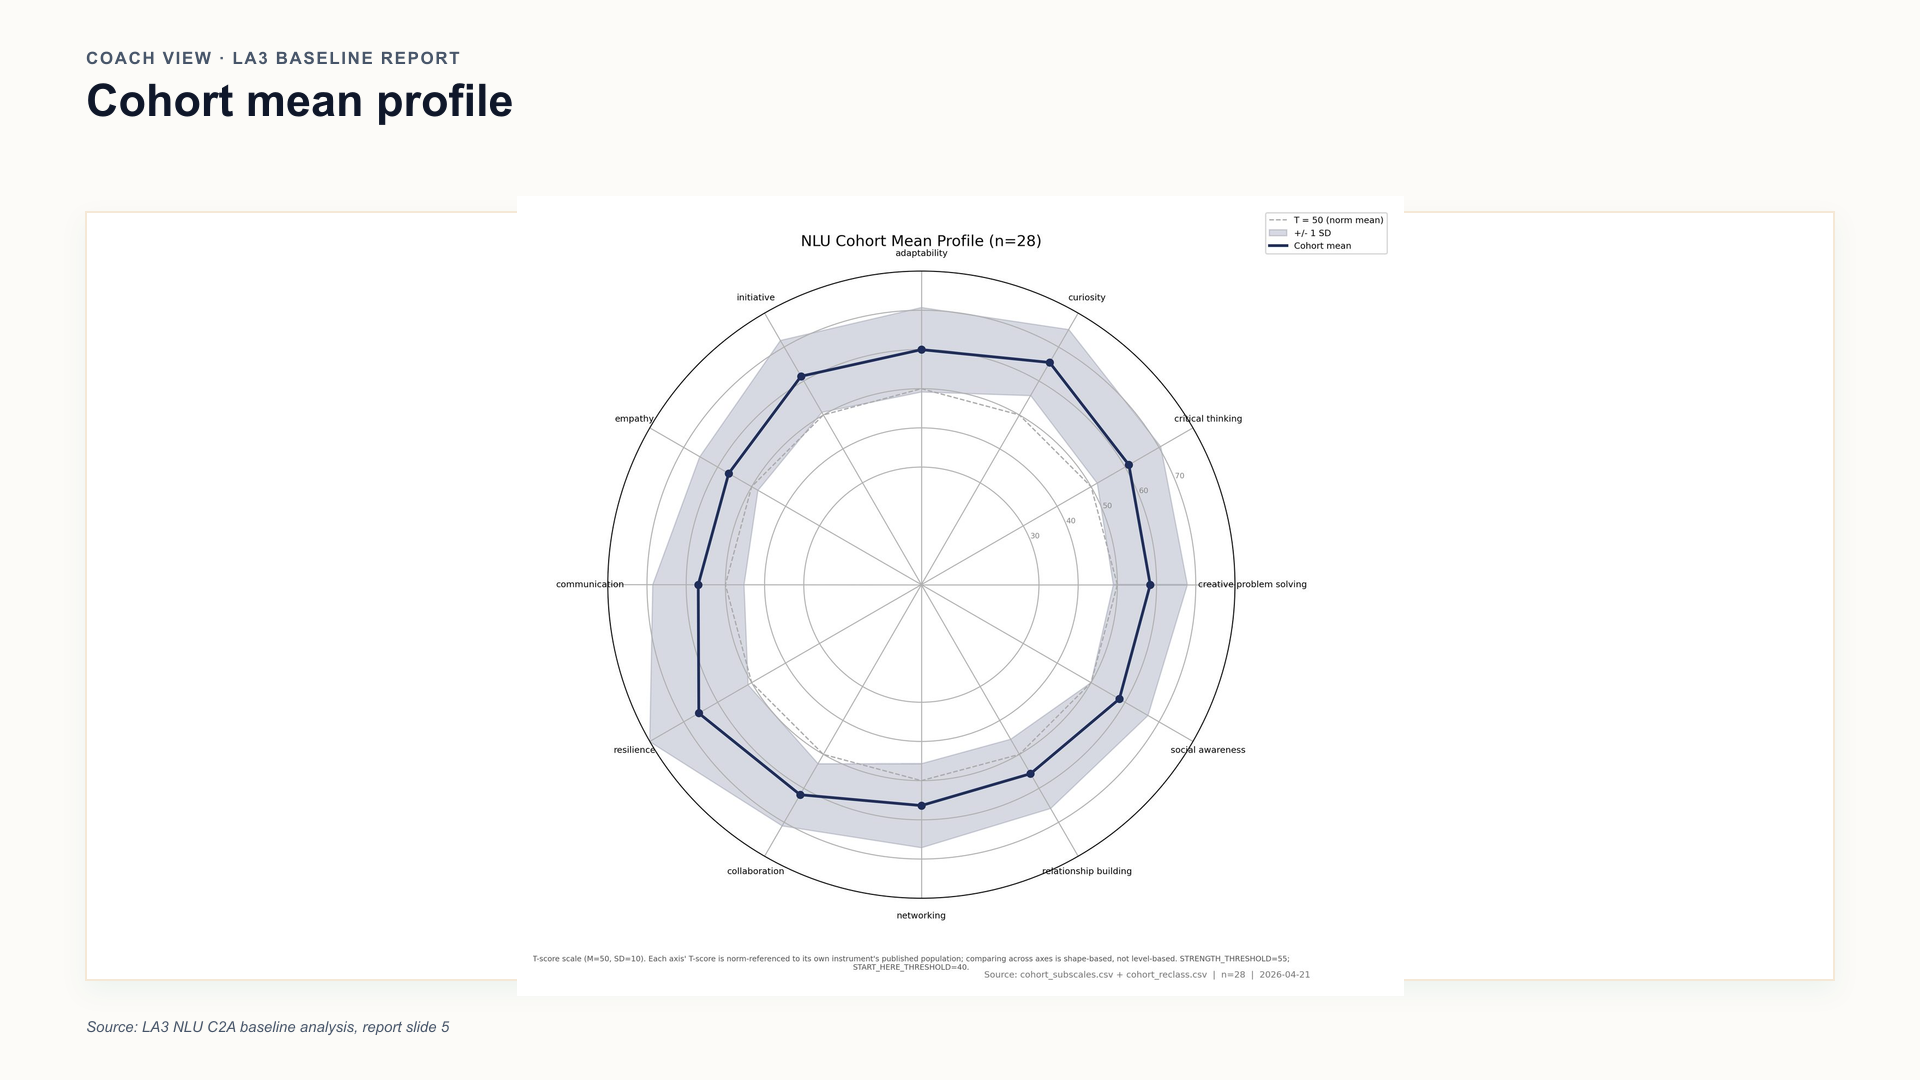 COACH VIEW · LA3 BASELINE REPORT
Cohort mean profile
T = 50 (norm mean)
+/- 1 SD
Cohort mean
NLU Cohort Mean Profile (n=28)
adaptability
initiative
curiosity
empathy
critical thinking
70
60
50
40
30
communication
creative problem solving
resilience
social awareness
collaboration
relationship building
networking
T-score scale (M=50, SD=10). Each axis' T-score is norm-referenced to its own instrument's published population; comparing across axes is shape-based, not level-based. STRENGTH_THRESHOLD=55;
START_HERE_THRESHOLD=40.
Source: cohort_subscales.csv + cohort_reclass.csv | n=28 | 2026-04-21
Source: LA3 NLU C2A baseline analysis, report slide 5